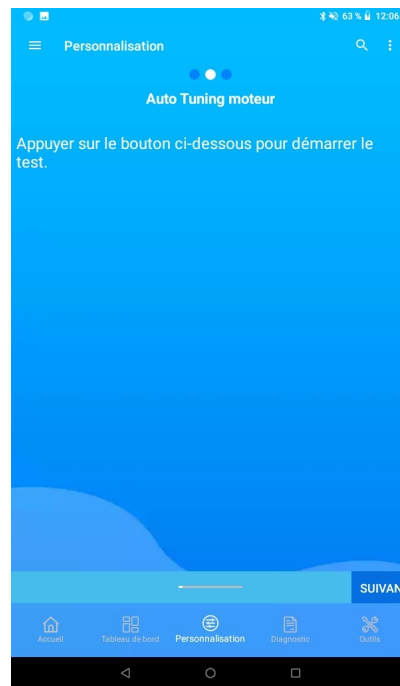 63 % 12:06
Personnalisation
Auto Tuning moteur
Appuyer sur le bouton ci-dessous pour démarrer le
test.
SUIVAN
Accueil
Tableau de bord
Personnalisation
Diagnostic
Outils